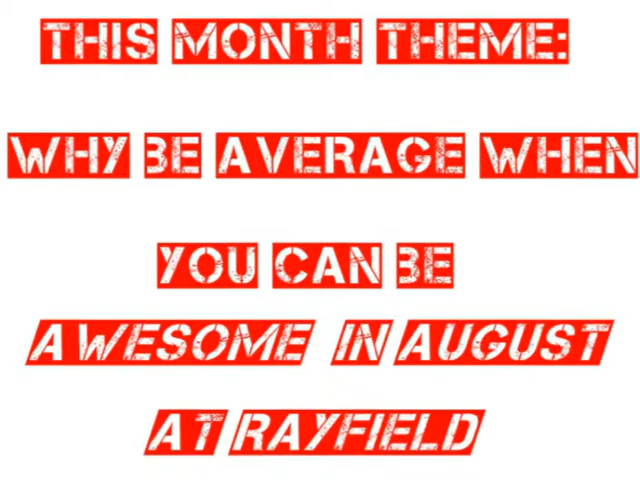 THIS MONTH THEME:
WHY BE AVERAGE WHEN
YOU CAN BE
AWESOME IN AUGUST
AT RAYFIELD